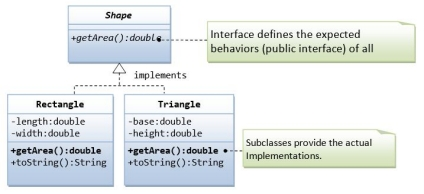 Shape
+getArea():double
Interface defines the expected
behaviors (public interface) of all
implements
Rectangle
-length:double
-width:double
+getArea():double
+toString():String
Triangle
-base:double
-height:double
+getArea():double
+toString():String
Subclasses provide the actual
Implementations.